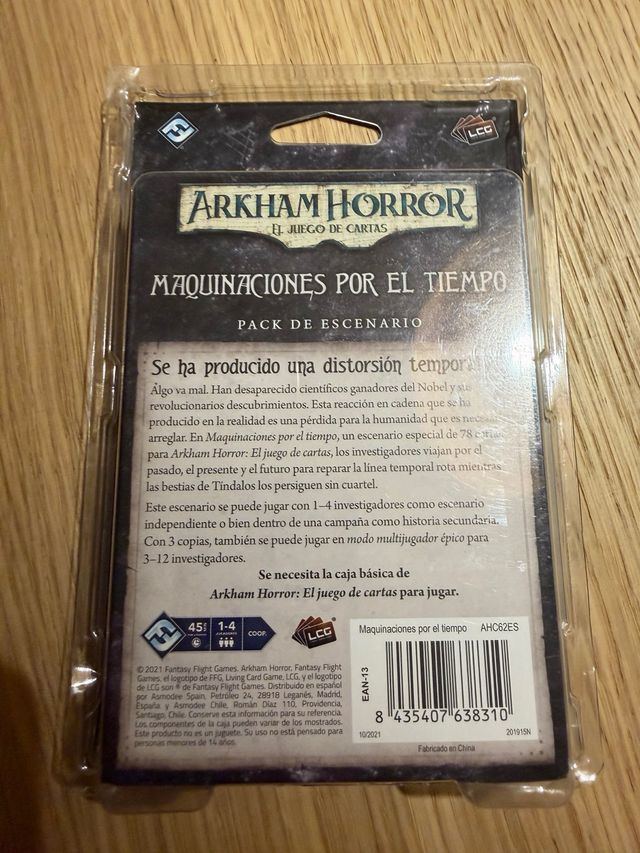 LCG
ARKHAM HORROR
EL JUEGO DE CARTAS
MAQUINACIONES POR EL TIEMPO
PACK DE ESCENARIO
Se ha producido una distorsión temporal
Algo va mal. Han desaparecido científicos ganadores del Nobel y sus
revolucionarios descubrimientos. Esta reacción en cadena que se ha
producido en la realidad es una pérdida para la humanidad que es necesario
arreglar. En Maquinaciones por el tiempo, un escenario especial de 78 cartas
para Arkham Horror: El juego de cartas, los investigadores viajan por el
pasado, el presente y el futuro para reparar la línea temporal rota mientras
las bestias de Tíndalos los persiguen sin cuartel.
Este escenario se puede jugar con 1–4 investigadores como escenario
independiente o bien dentro de una campaña como historia secundaria.
Con 3 copias, también se puede jugar en modo multijugador épico para
3–12 investigadores.
Se necesita la caja básica de
Arkham Horror: El juego de cartas para jugar.
45
1-4
JUGADORES
COOP.
LCG
© 2021 Fantasy Flight Games. Arkham Horror, Fantasy Flight
Games, el logotipo de FFG, Living Card Game, LCG, y el logotipo
de LCG son ® de Fantasy Flight Games. Distribuido en español
por Asmodee Spain, Petróleo 24, 28918 Leganés, Madrid,
España y Asmodee Chile, Román Díaz 110, Providencia,
Santiago, Chile. Conserve esta información para su referencia.
Los componentes de la caja pueden variar de los mostrados.
Este producto no es un juguete. Su uso no está pensado para
personas menores de 14 años.
Maquinaciones por el tiempo AHC62ES
EAN-13
8 435407 638310
10/2021 201915N
Fabricado en China